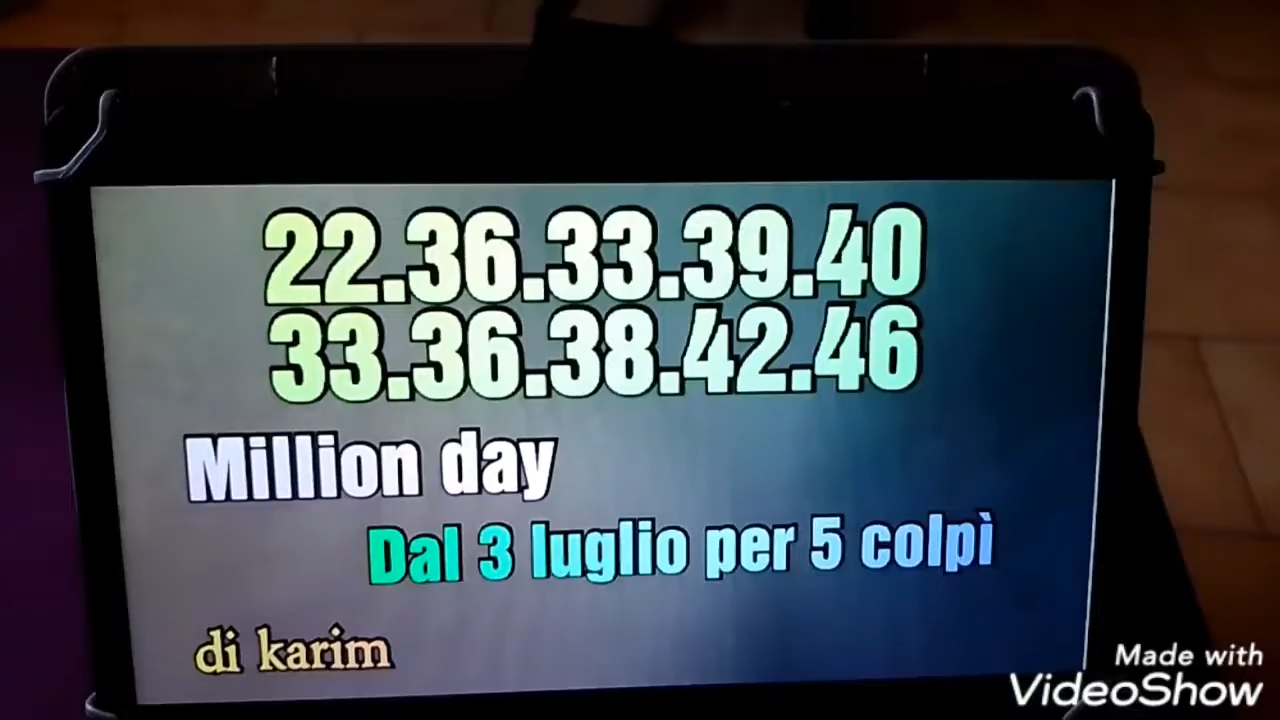 22.36.33.39.40
33.36.38.42.46
Million day
Dal 3 luglio per 5 colpì
di karim
Made with
VideoShow